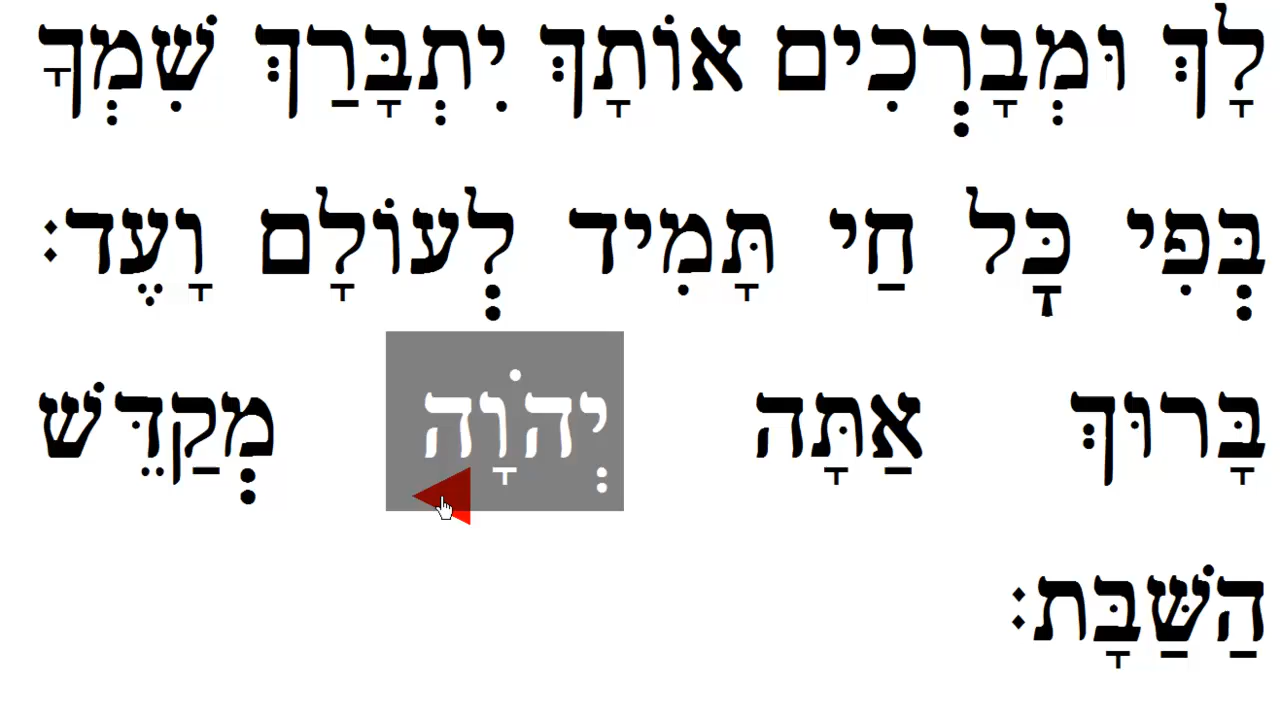 לָךְ וּמְבָרְכִים אוֹתָךְ יִתְבָּרַךְ שִׁמְךָ
בְּפִי כָּל חַי תָּמִיד לְעוֹלָם וָעֶד׃
בָּרוּךְ אַתָּה יְהֹוָה מְקַדֵּשׁ
הַשַּׁבָּת׃